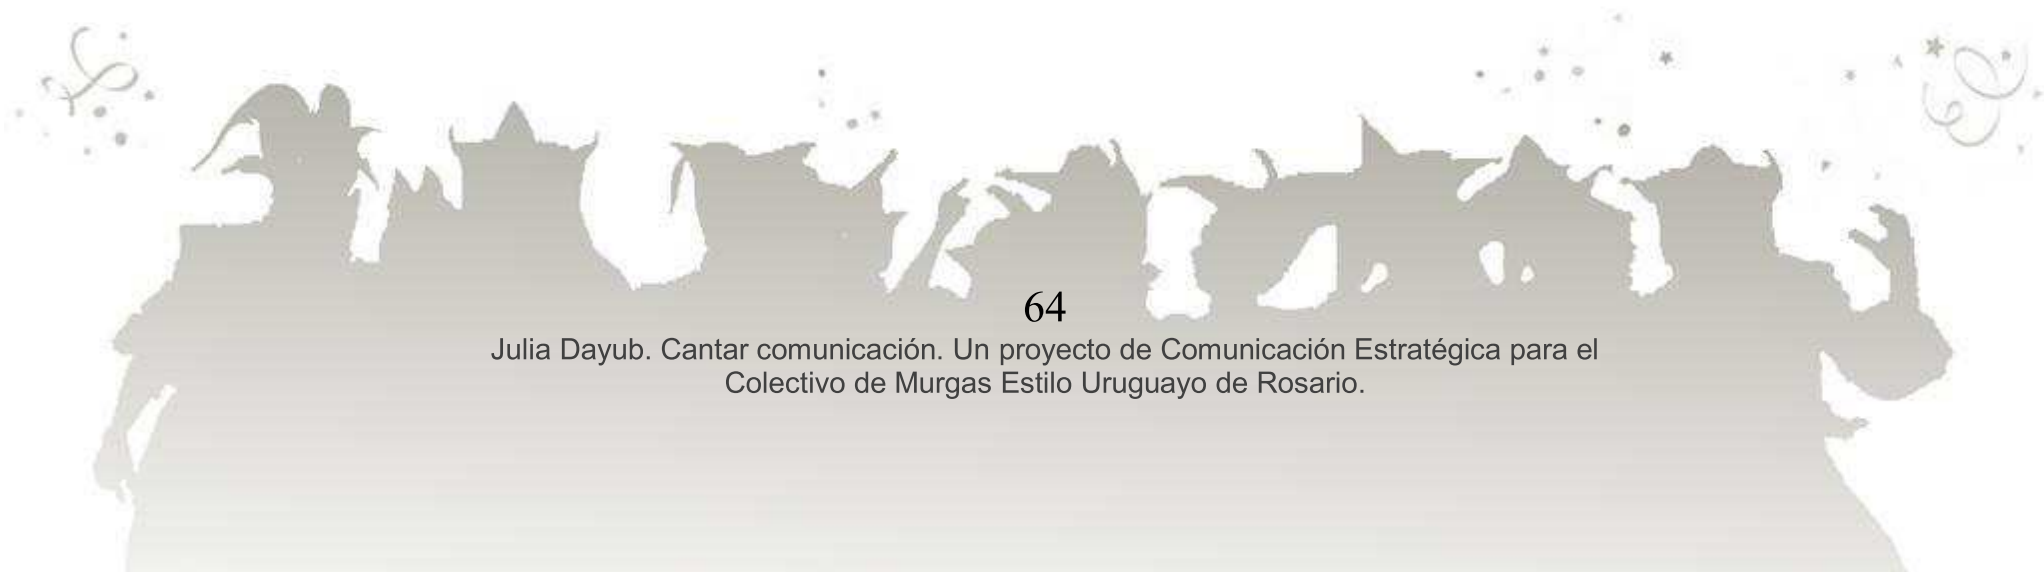 64
Julia Dayub. Cantar comunicación. Un proyecto de Comunicación Estratégica para el
Colectivo de Murgas Estilo Uruguayo de Rosario.